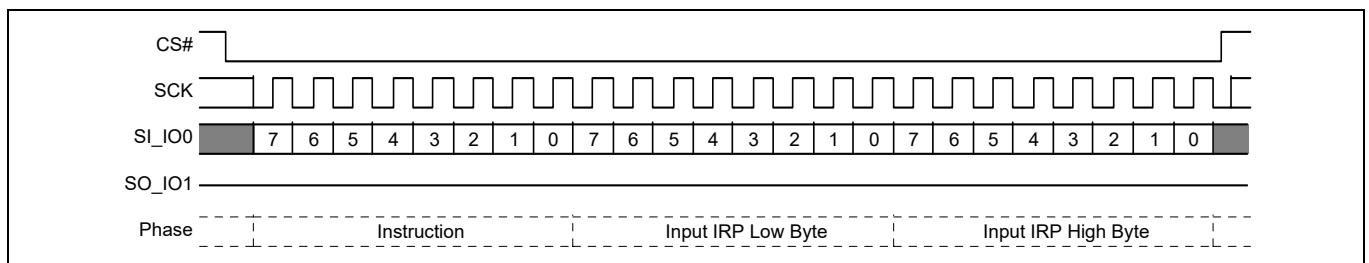 CS#
SCK
SI_IO0 7 6 5 4 3 2 1 0 7 6 5 4 3 2 1 0 7 6 5 4 3 2 1 0
SO_IO1
Phase Instruction Input IRP Low Byte Input IRP High Byte